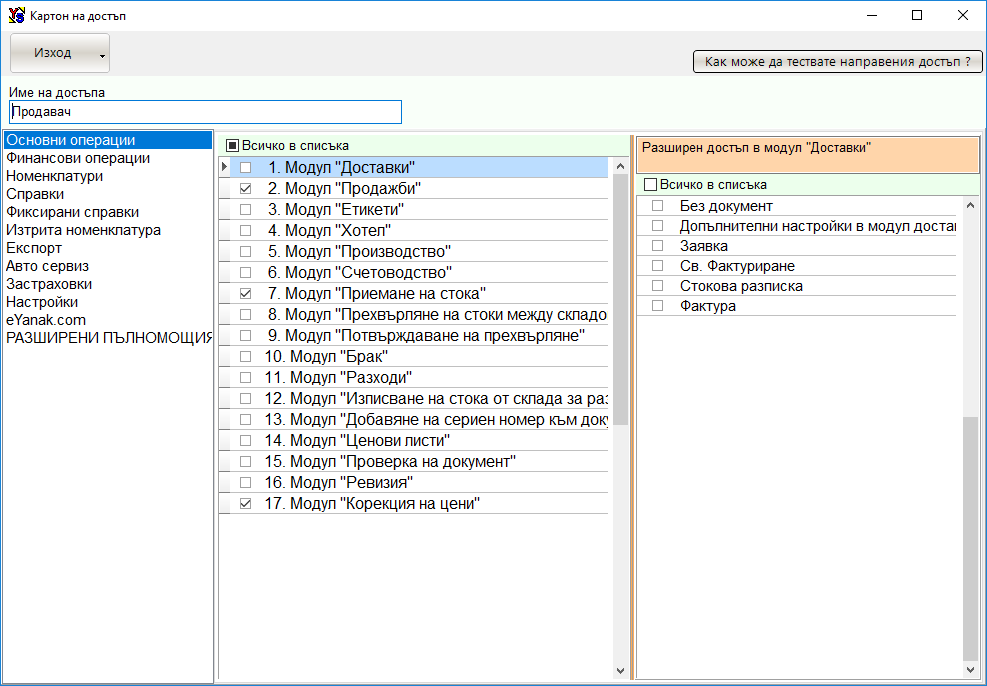 Картон на достъп
Изход
Как може да тествате направения достъп ?
Име на достъпа
Продавач
Основни операции
Финансови операции
Номенклатури
Справки
Фиксирани справки
Изтрита номенклатура
Експорт
Авто сервиз
Застраховки
Настройки
eYanak.com
РАЗШИРЕНИ ПЪЛНОМОЩИЯ
Всичко в списъка
1. Модул "Доставки"
2. Модул "Продажби"
3. Модул "Етикети"
4. Модул "Хотел"
5. Модул "Производство"
6. Модул "Счетоводство"
7. Модул "Приемане на стока"
8. Модул "Прехвърляне на стоки между складо
9. Модул "Потвърждаване на прехвърляне"
10. Модул "Брак"
11. Модул "Разходи"
12. Модул "Изписване на стока от склада за раз
13. Модул "Добавяне на сериен номер към доку
14. Модул "Ценови листи"
15. Модул "Проверка на документ"
16. Модул "Ревизия"
17. Модул "Корекция на цени"
Разширен достъп в модул "Доставки"
Всичко в списъка
Без документ
Допълнителни настройки в модул достав
Заявка
Св. Фактуриране
Стокова разписка
Фактура